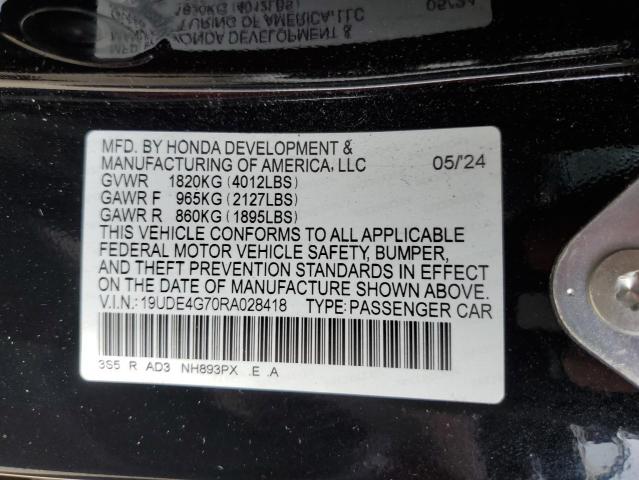 MFD. BY HONDA DEVELOPMENT &
MANUFACTURING OF AMERICA, LLC 05/'24
GVWR 1820KG (4012LBS)
GAWR F 965KG (2127LBS)
GAWR R 860KG (1895LBS)
THIS VEHICLE CONFORMS TO ALL APPLICABLE
FEDERAL MOTOR VEHICLE SAFETY, BUMPER,
AND THEFT PREVENTION STANDARDS IN EFFECT
ON THE DATE OF MANUFACTURE SHOWN ABOVE.
V.I.N.: 19UDE4G70RA028418 TYPE: PASSENGER CAR
3S5 R AD3 NH893PX .E .A